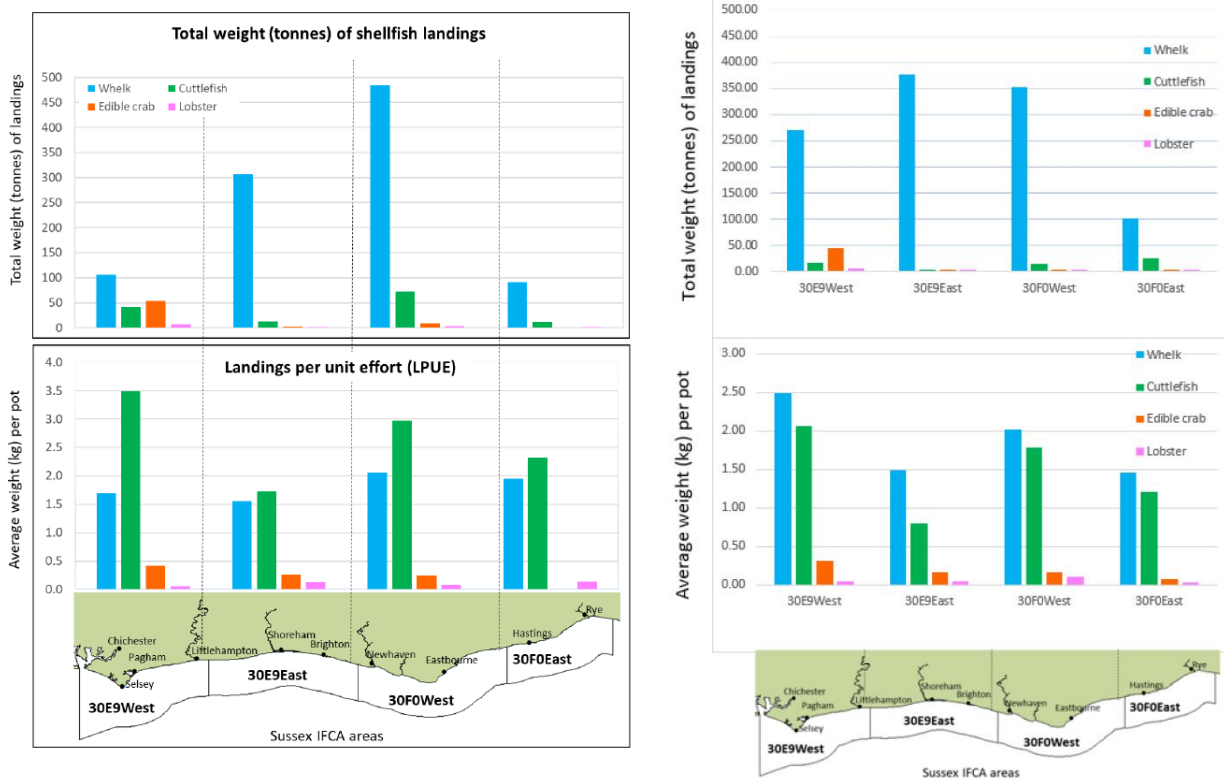 Total weight (tonnes) of shellfish landings
Total weight (tonnes) of landings
500
450
400
350
300
250
200
150
100
50
0
Whelk
Cuttlefish
Edible crab
Lobster
Landings per unit effort (LPUE)
Average weight (kg) per pot
4.0
3.5
3.0
2.5
2.0
1.5
1.0
0.5
0.0
Chichester
Pagham
Selsey
Littlehampton
Shoreham
Brighton
Newhaven
Eastbourne
Hastings
Rye
30E9West
30E9East
30F0West
30F0East
Sussex IFCA areas
Total weight (tonnes) of landings
500.00
450.00
400.00
350.00
300.00
250.00
200.00
150.00
100.00
50.00
0.00
Whelk
Cuttlefish
Edible crab
Lobster
30E9West
30E9East
30F0West
30F0East
Average weight (kg) per pot
3.00
2.50
2.00
1.50
1.00
0.50
0.00
Whelk
Cuttlefish
Edible crab
Lobster
30E9West
30E9East
30F0West
30F0East
Chichester
Pagham
Selsey
Littlehampton
Shoreham
Brighton
Newhaven
Eastbourne
Hastings
Rye
30E9West
30E9East
30F0West
30F0East
Sussex IFCA areas